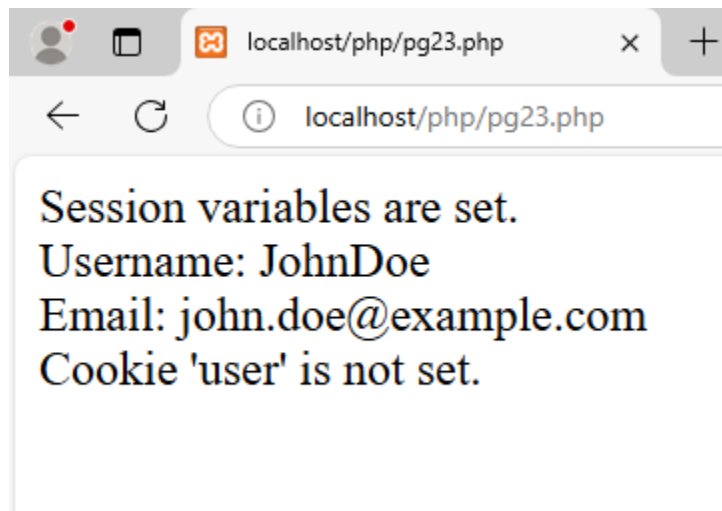 localhost/php/pg23.php
localhost/php/pg23.php
Session variables are set.
Username: JohnDoe
Email: john.doe@example.com
Cookie 'user' is not set.